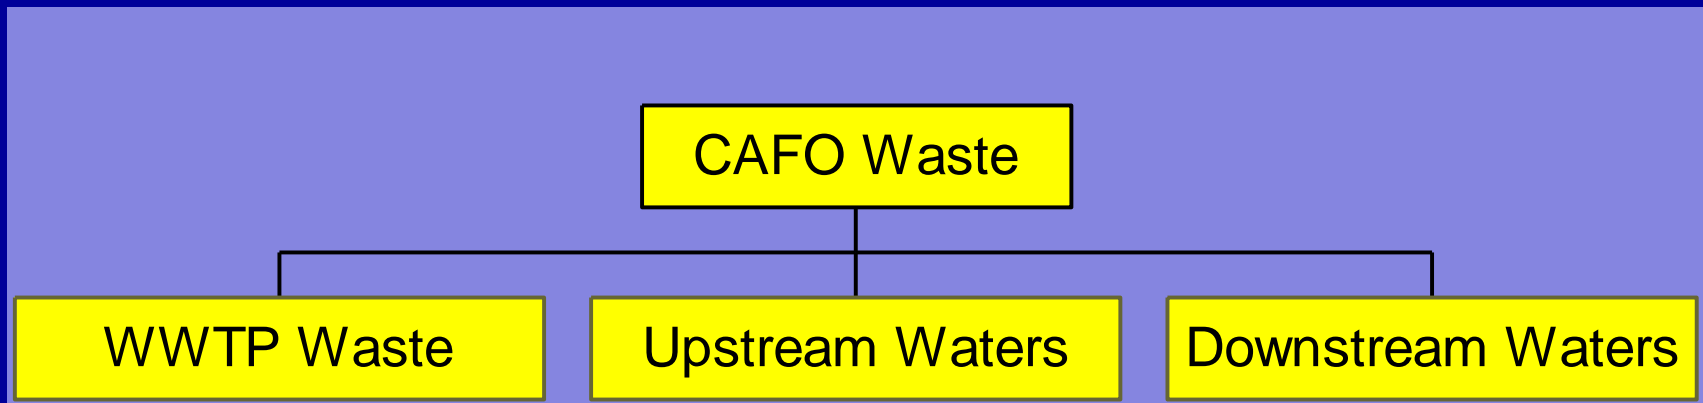 CAFO Waste
WWTP Waste
Upstream Waters
Downstream Waters